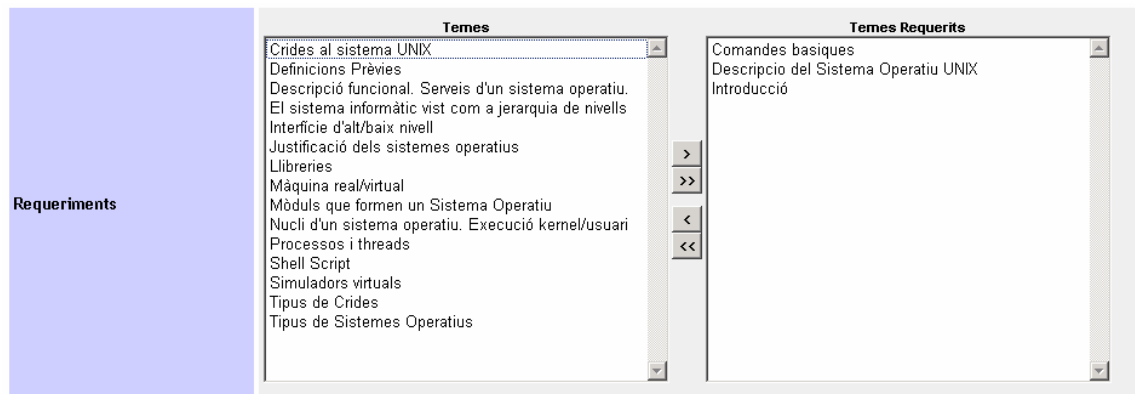 Temes
Temes Requerits
Crides al sistema UNIX
Definicions Prèvies
Descripció funcional. Serveis d'un sistema operatiu.
El sistema informàtic vist com a jerarquia de nivells
Interfície d'alt/baix nivell
Justificació dels sistemes operatius
Llibreries
Màquina real/virtual
Mòduls que formen un Sistema Operatiu
Nucli d'un sistema operatiu. Execució kernel/usuari
Processos i threads
Shell Script
Simuladors virtuals
Tipus de Crides
Tipus de Sistemes Operatius
Comandes basiques
Descripcio del Sistema Operatiu UNIX
Introducció
>
>>
<
<<
Requeriments